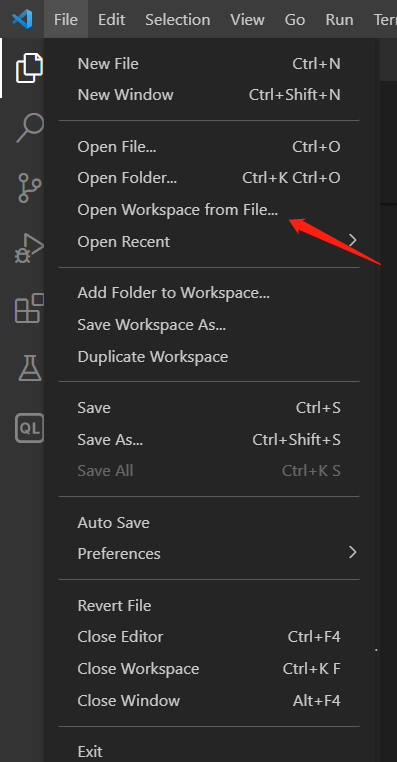 File Edit Selection View Go Run
New File Ctrl+N
New Window Ctrl+Shift+N
Open File... Ctrl+O
Open Folder... Ctrl+K Ctrl+O
Open Workspace from File...
Open Recent
Add Folder to Workspace...
Save Workspace As...
Duplicate Workspace
Save Ctrl+S
Save As... Ctrl+Shift+S
Save All Ctrl+K S
Auto Save
Preferences
Revert File
Close Editor Ctrl+F4
Close Workspace Ctrl+K F
Close Window Alt+F4
Exit
QL